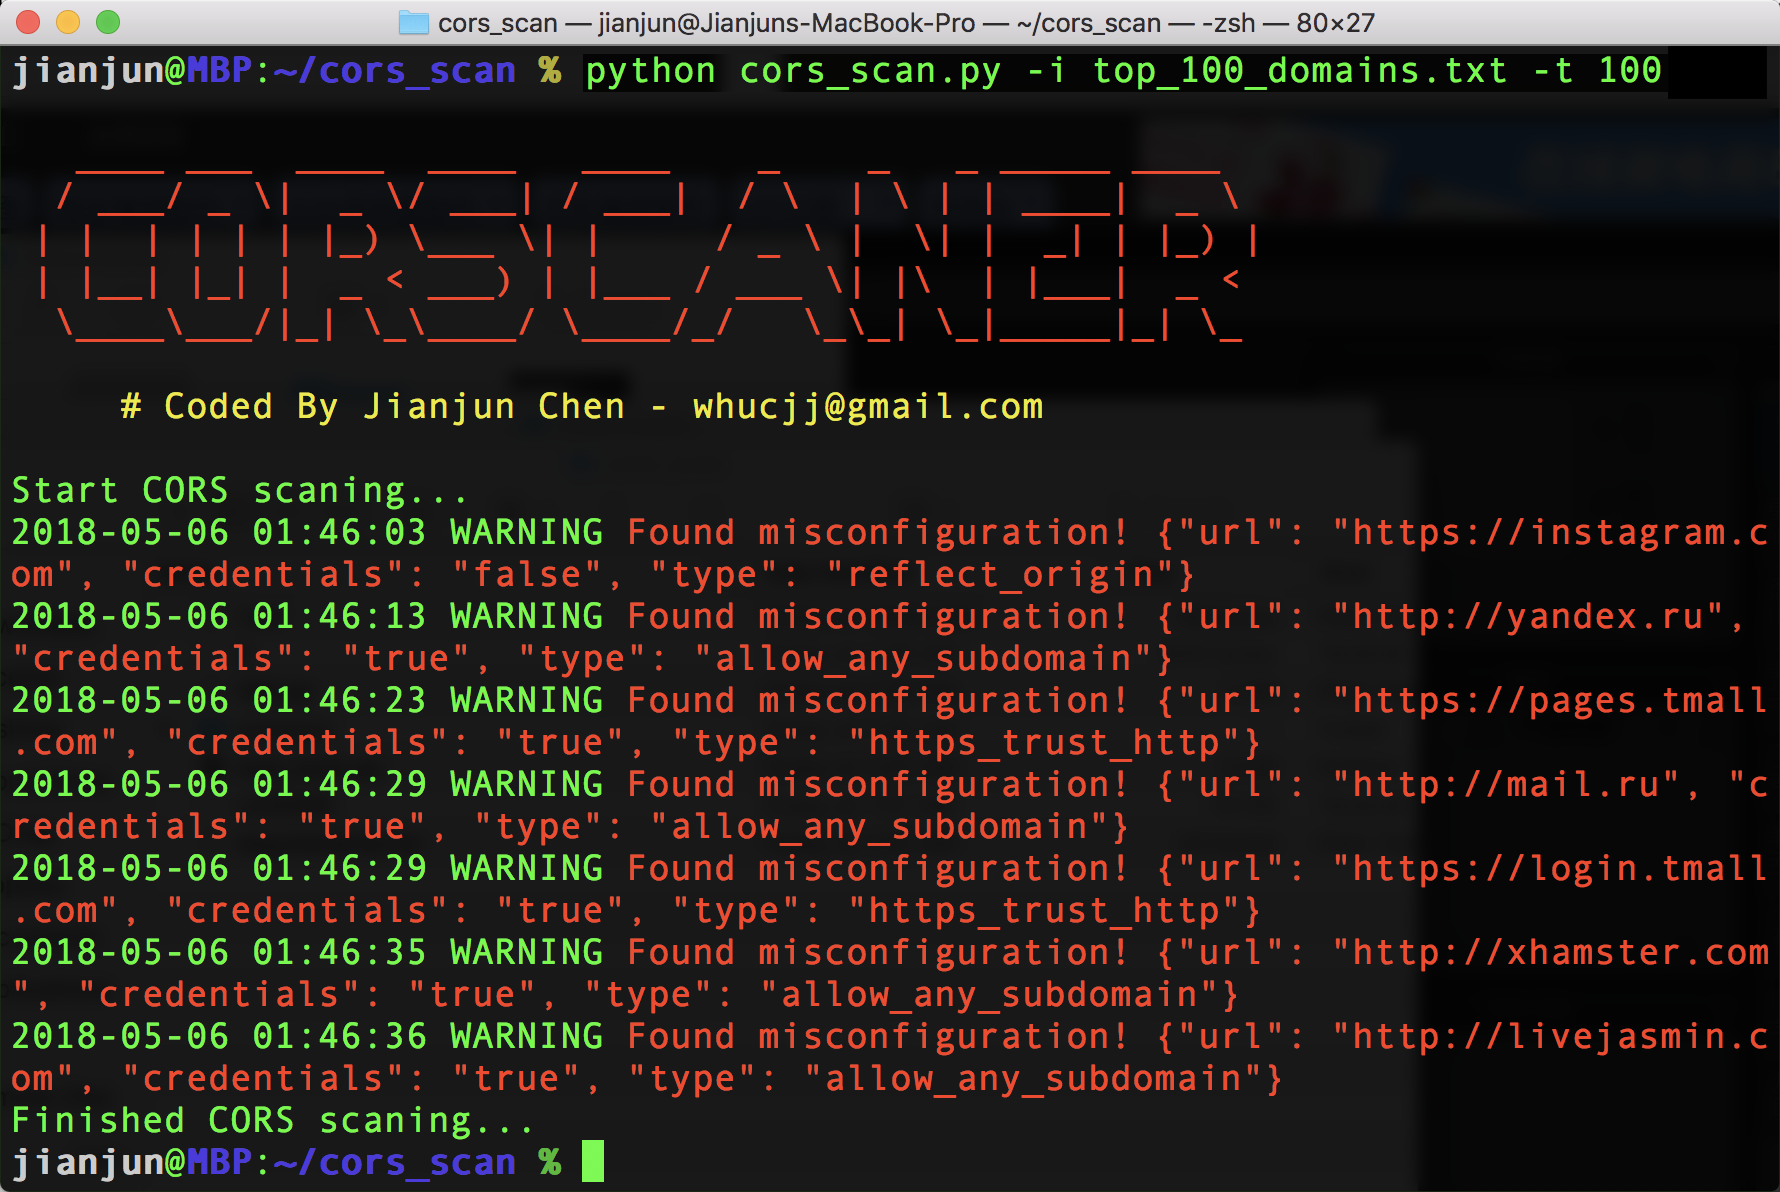 cors_scan — jianjun@Jianjuns-MacBook-Pro — ~/cors_scan — -zsh — 80×27
jianjun@MBP:~/cors_scan % python cors_scan.py -i top_100_domains.txt -t 100
CORSCANER
# Coded By Jianjun Chen - whucjj@gmail.com
Start CORS scaning...
2018-05-06 01:46:03 WARNING Found misconfiguration! {"url": "https://instagram.c
om", "credentials": "false", "type": "reflect_origin"}
2018-05-06 01:46:13 WARNING Found misconfiguration! {"url": "http://yandex.ru",
"credentials": "true", "type": "allow_any_subdomain"}
2018-05-06 01:46:23 WARNING Found misconfiguration! {"url": "https://pages.tmall
.com", "credentials": "true", "type": "https_trust_http"}
2018-05-06 01:46:29 WARNING Found misconfiguration! {"url": "http://mail.ru", "c
redentials": "true", "type": "allow_any_subdomain"}
2018-05-06 01:46:29 WARNING Found misconfiguration! {"url": "https://login.tmall
.com", "credentials": "true", "type": "https_trust_http"}
2018-05-06 01:46:35 WARNING Found misconfiguration! {"url": "http://xhamster.com
", "credentials": "true", "type": "allow_any_subdomain"}
2018-05-06 01:46:36 WARNING Found misconfiguration! {"url": "http://livejasmin.c
om", "credentials": "true", "type": "allow_any_subdomain"}
Finished CORS scaning...
jianjun@MBP:~/cors_scan %